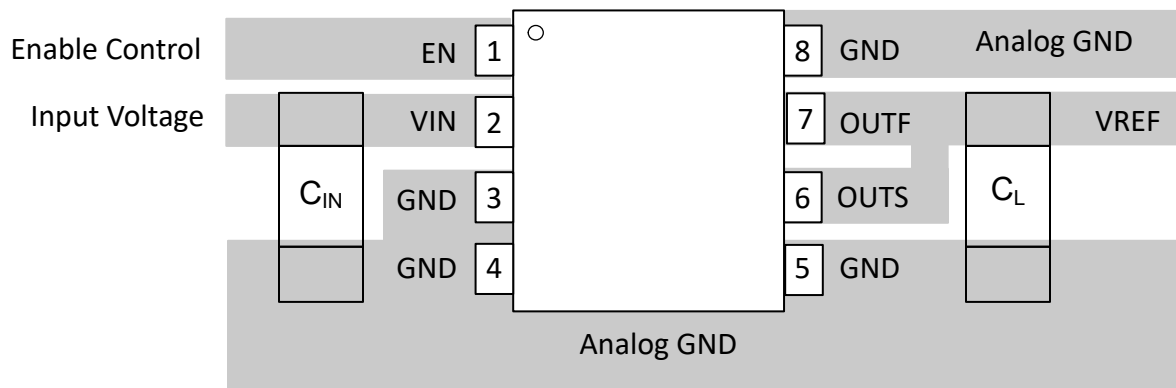 Enable Control EN 1 8 GND Analog GND
Input Voltage VIN 2 7 OUTF VREF
CIN GND 3 6 OUTS CL
GND 4 5 GND
Analog GND